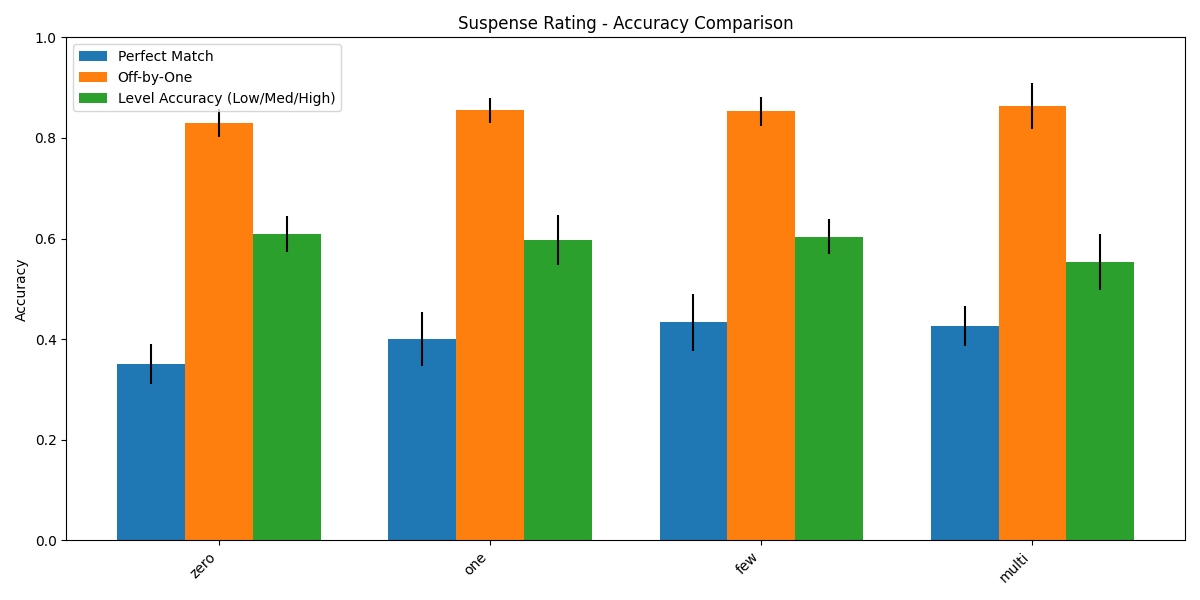 Suspense Rating - Accuracy Comparison
Perfect Match
Off-by-One
Level Accuracy (Low/Med/High)
Accuracy
1.0
0.8
0.6
0.4
0.2
0.0
zero
one
few
multi